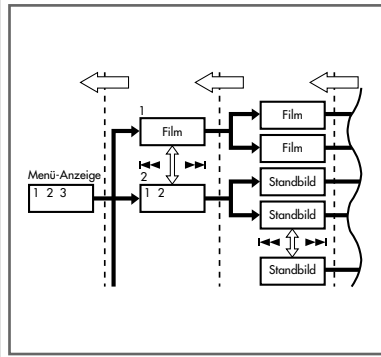 1
Film
Film
Film
Menü-Anzeige
1 2 3
2
1 2
Standbild
Standbild
Standbild